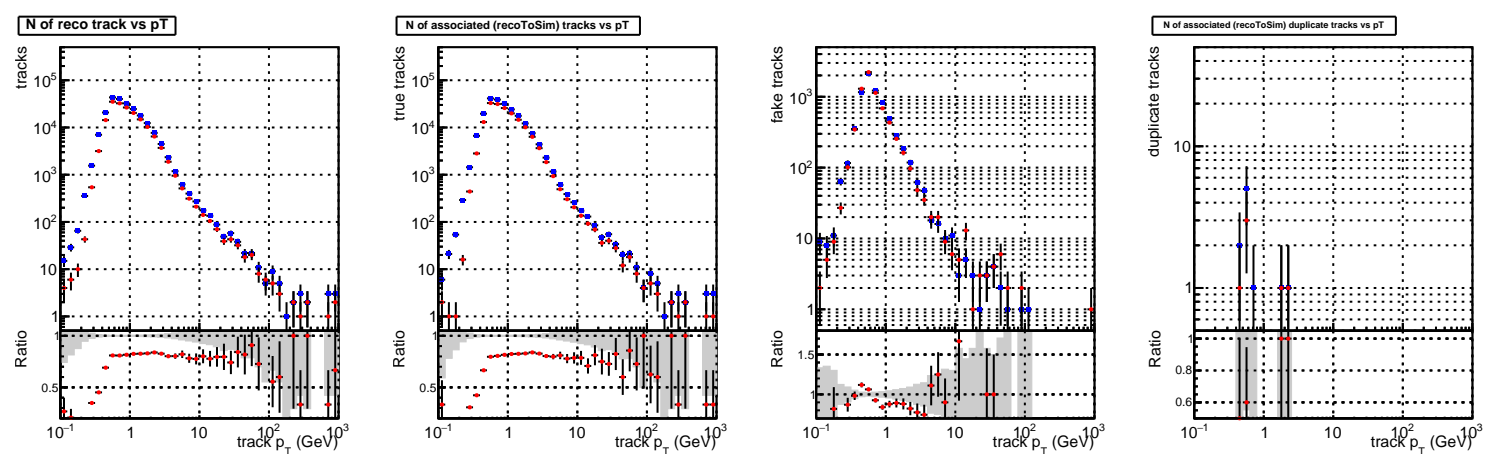 N of reco track vs pT
tracks
10^5
10^4
10^3
10^2
10
1
Ratio
1
0.5
10^-1 1 10 10^2 10^3
track p_T (GeV)
N of associated (recoToSim) tracks vs pT
true tracks
10^5
10^4
10^3
10^2
10
1
Ratio
1
0.5
10^-1 1 10 10^2 10^3
track p_T (GeV)
fake tracks
10^3
10^2
10
1
Ratio
1.5
1
10^-1 1 10 10^2 10^3
track p_T (GeV)
N of associated (recoToSim) duplicate tracks vs pT
duplicate tracks
10
1
Ratio
1
0.8
0.6
10^-1 1 10 10^2 10^3
track p_T (GeV)